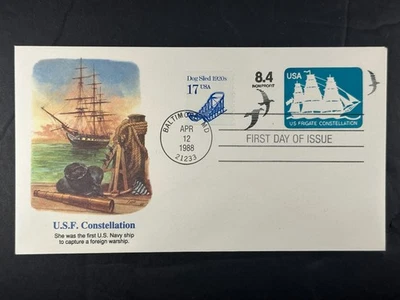 Dog Sled 1920s
17 USA
8.4
NONPROFIT
USA
US FRIGATE CONSTELLATION
BALTIMORE, MD
APR
12
1988
21233
FIRST DAY OF ISSUE
U.S.F. Constellation
She was the first U.S. Navy ship
to capture a foreign warship.